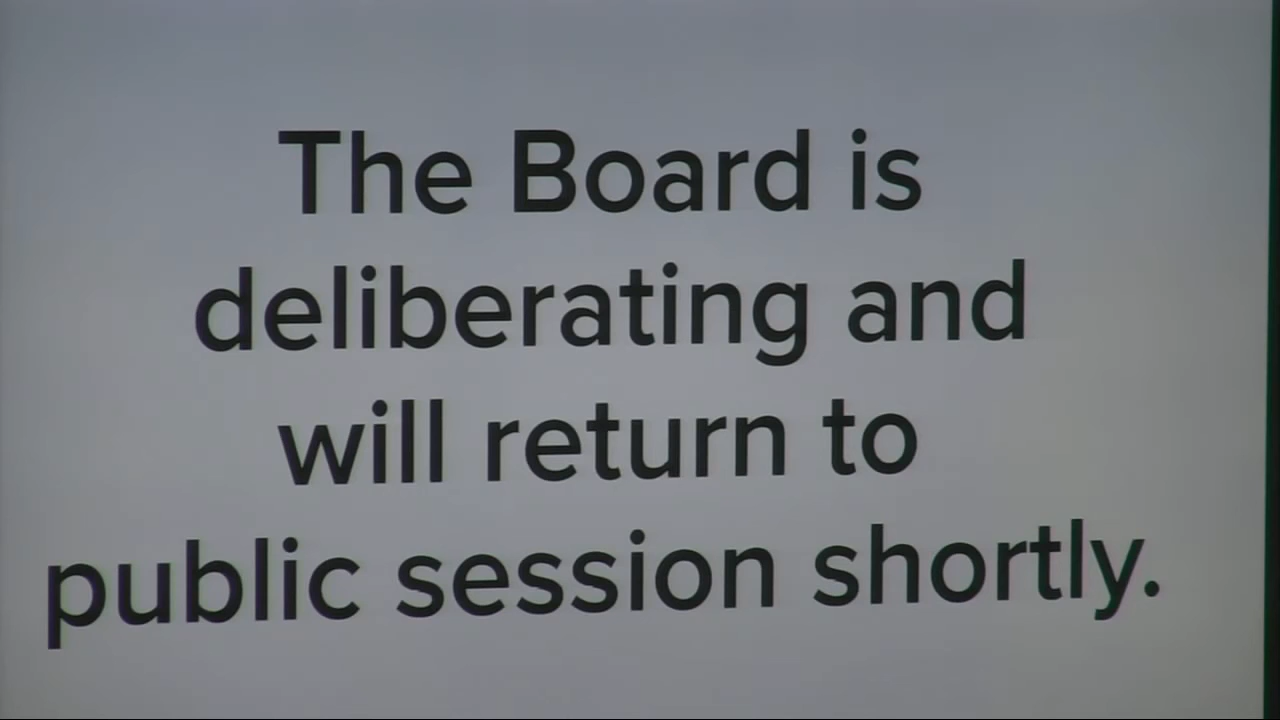 The Board is
deliberating and
will return to
public session shortly.